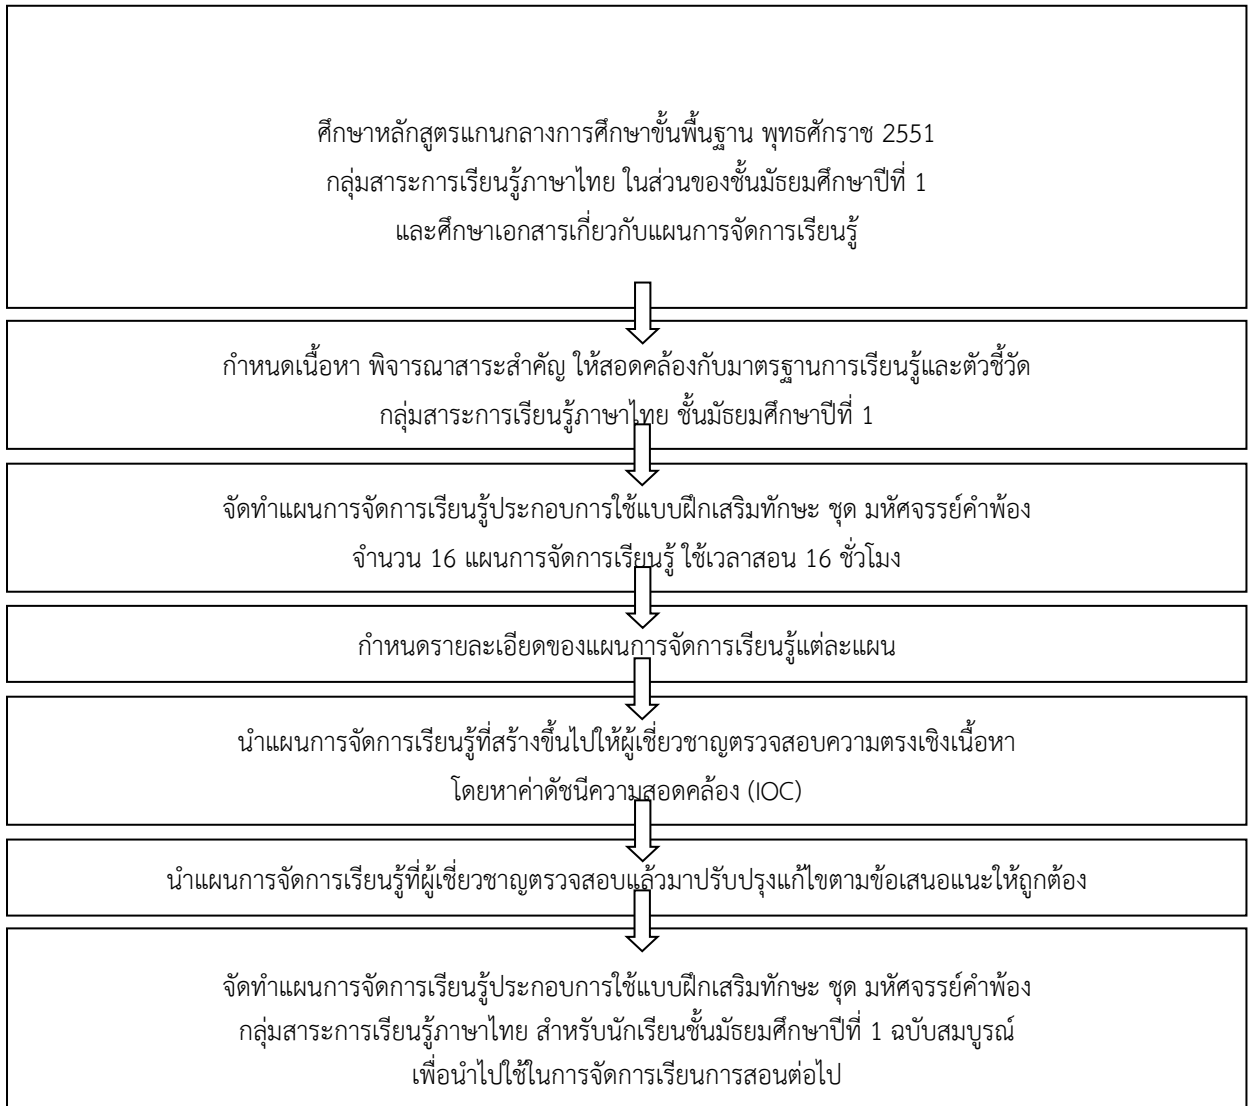 ศึกษาหลักสูตรแกนกลางการศึกษาขั้นพื้นฐาน พุทธศักราช 2551
กลุ่มสาระการเรียนรู้ภาษาไทย ในส่วนของชั้นมัธยมศึกษาปีที่ 1
และศึกษาเอกสารเกี่ยวกับแผนการจัดการเรียนรู้
กำหนดเนื้อหา พิจารณาสาระสำคัญ ให้สอดคล้องกับมาตรฐานการเรียนรู้และตัวชี้วัด
กลุ่มสาระการเรียนรู้ภาษาไทย ชั้นมัธยมศึกษาปีที่ 1
จัดทำแผนการจัดการเรียนรู้ประกอบการใช้แบบฝึกเสริมทักษะ ชุด มหัศจรรย์คำพ้อง
จำนวน 16 แผนการจัดการเรียนรู้ ใช้เวลาสอน 16 ชั่วโมง
กำหนดรายละเอียดของแผนการจัดการเรียนรู้แต่ละแผน
นำแผนการจัดการเรียนรู้ที่สร้างขึ้นไปให้ผู้เชี่ยวชาญตรวจสอบความตรงเชิงเนื้อหา
โดยหาค่าดัชนีความสอดคล้อง (IOC)
นำแผนการจัดการเรียนรู้ที่ผู้เชี่ยวชาญตรวจสอบแล้วมาปรับปรุงแก้ไขตามข้อเสนอแนะให้ถูกต้อง
จัดทำแผนการจัดการเรียนรู้ประกอบการใช้แบบฝึกเสริมทักษะ ชุด มหัศจรรย์คำพ้อง
กลุ่มสาระการเรียนรู้ภาษาไทย สำหรับนักเรียนชั้นมัธยมศึกษาปีที่ 1 ฉบับสมบูรณ์
เพื่อนำไปใช้ในการจัดการเรียนการสอนต่อไป